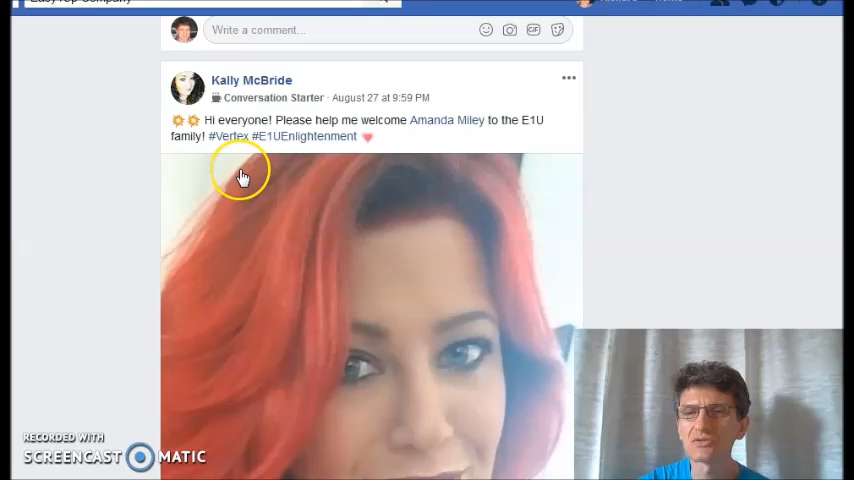 Write a comment...
GIF
Kally McBride
Conversation Starter · August 27 at 9:59 PM
Hi everyone! Please help me welcome Amanda Miley to the E1U
family! #Vertex #E1UEnlightenment
RECORDED WITH
SCREENCAST MATIC